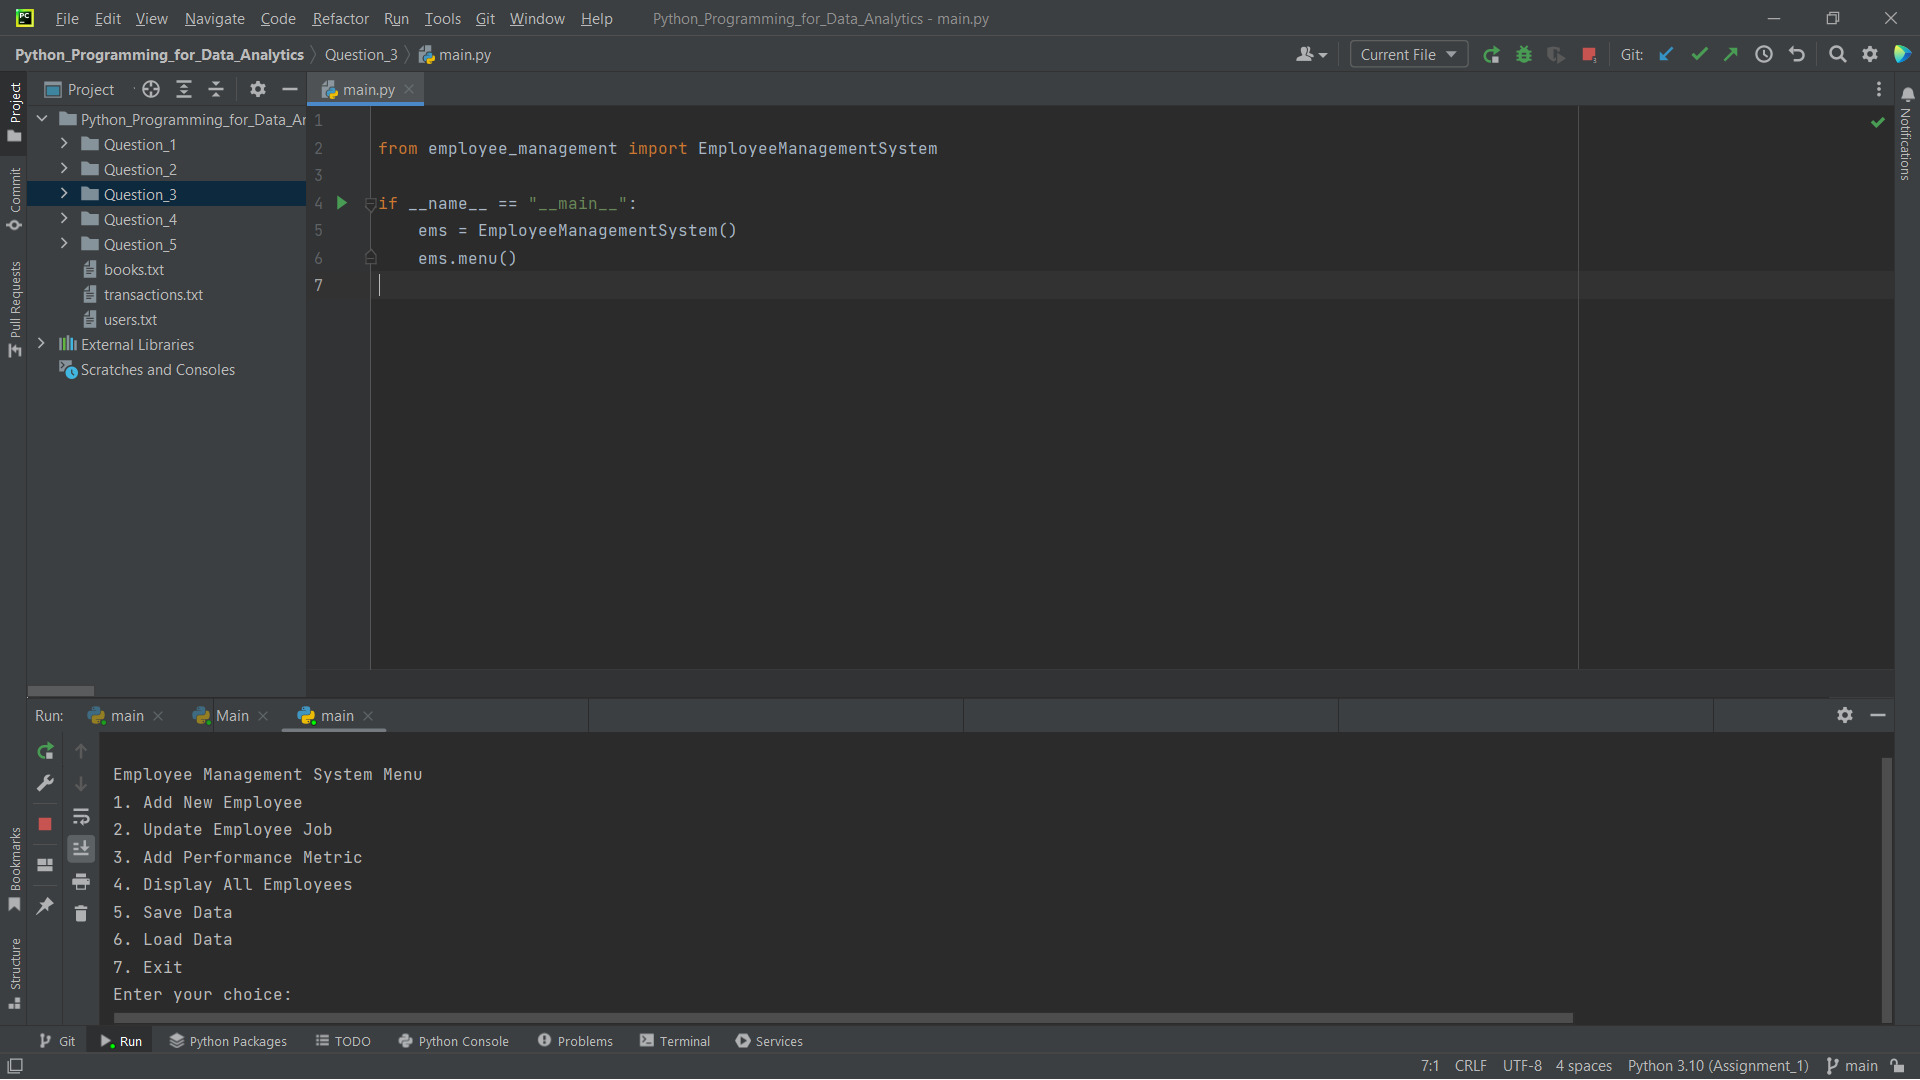 PC File Edit View Navigate Code Refactor Run Tools Git Window Help Python_Programming_for_Data_Analytics - main.py
Python_Programming_for_Data_Analytics Question_3 main.py Current File Git:
Project
Commit
Pull Requests
Bookmarks
Structure
Project
Python_Programming_for_Data_Ar
Question_1
Question_2
Question_3
Question_4
Question_5
books.txt
transactions.txt
users.txt
External Libraries
Scratches and Consoles
main.py
1
2 from employee_management import EmployeeManagementSystem
3
4 if __name__ == "__main__":
5 ems = EmployeeManagementSystem()
6 ems.menu()
7
Notifications
Run: main Main main
Employee Management System Menu
1. Add New Employee
2. Update Employee Job
3. Add Performance Metric
4. Display All Employees
5. Save Data
6. Load Data
7. Exit
Enter your choice:
Git Run Python Packages TODO Python Console Problems Terminal Services
7:1 CRLF UTF-8 4 spaces Python 3.10 (Assignment_1) main